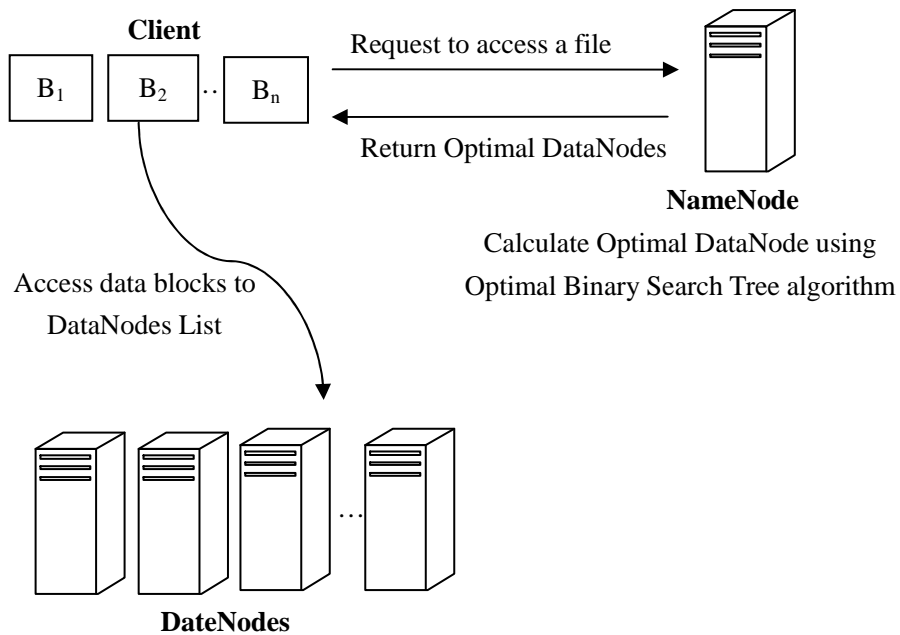 Client
B1 B2 .. Bn
Request to access a file
Return Optimal DataNodes
NameNode
Calculate Optimal DataNode using
Optimal Binary Search Tree algorithm
Access data blocks to
DataNodes List
...
DateNodes